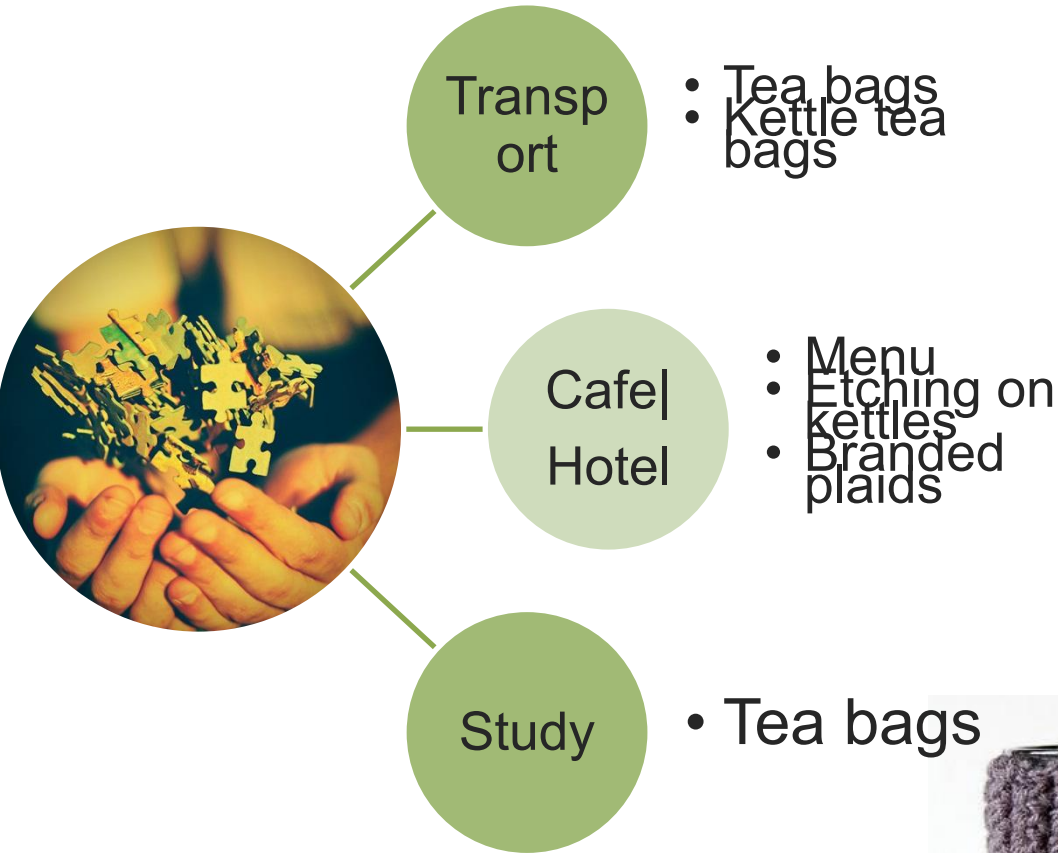 Transp
ort
• Tea bags
• Kettle tea
bags
Cafe|
Hotel
• Menu
• Etching on
kettles
• Branded
plaids
Study
• Tea bags